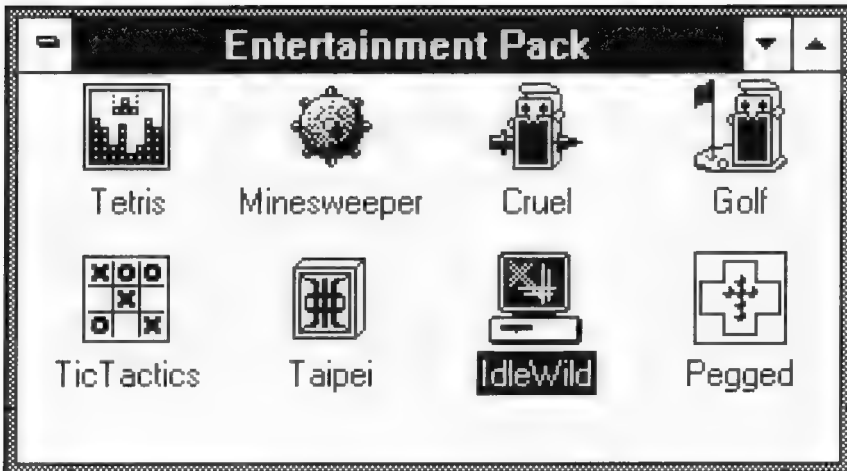 Entertainment Pack
Tetris Minesweeper Cruel Golf
TicTactics Taipei IdleWild Pegged